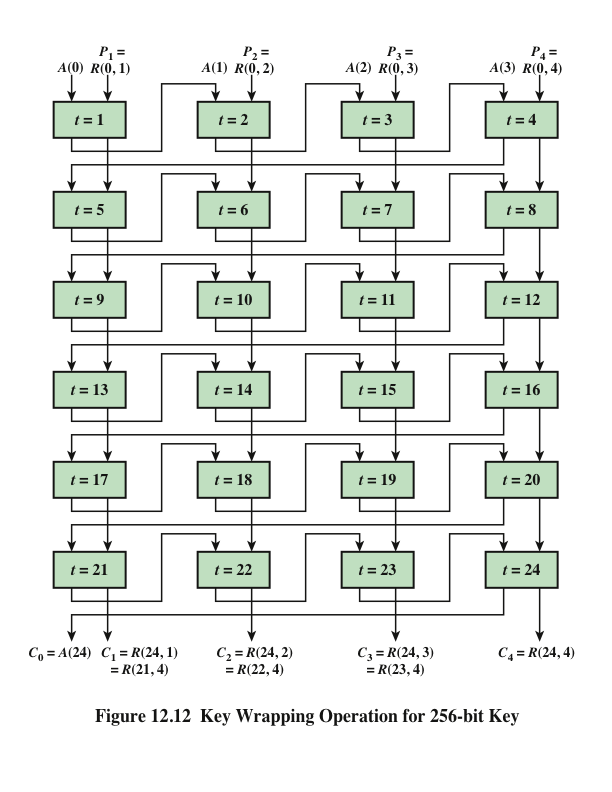 P1 = P2 = P3 = P4 =
A(0) R(0, 1) A(1) R(0, 2) A(2) R(0, 3) A(3) R(0, 4)
t = 1 t = 2 t = 3 t = 4
t = 5 t = 6 t = 7 t = 8
t = 9 t = 10 t = 11 t = 12
t = 13 t = 14 t = 15 t = 16
t = 17 t = 18 t = 19 t = 20
t = 21 t = 22 t = 23 t = 24
C0 = A(24) C1 = R(24, 1) C2 = R(24, 2) C3 = R(24, 3) C4 = R(24, 4)
= R(21, 4) = R(22, 4) = R(23, 4)
Figure 12.12 Key Wrapping Operation for 256-bit Key